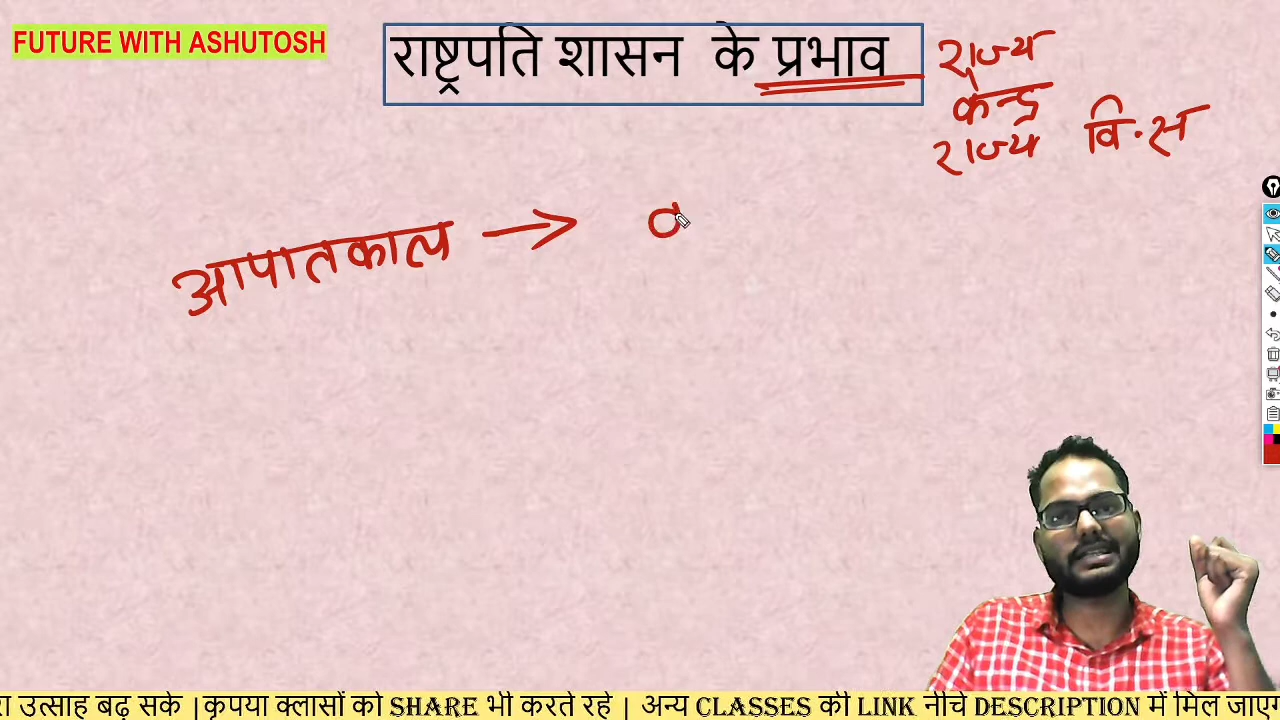 FUTURE WITH ASHUTOSH
राष्ट्रपति शासन के प्रभाव
राज्य
केन्द्र
राज्य वि.स
आपातकाल →
उत्साह बढ़ सके | कृपया क्लासों को SHARE भी करते रहे | अन्य CLASSES की LINK नीचे DESCRIPTION में मिल जाएग